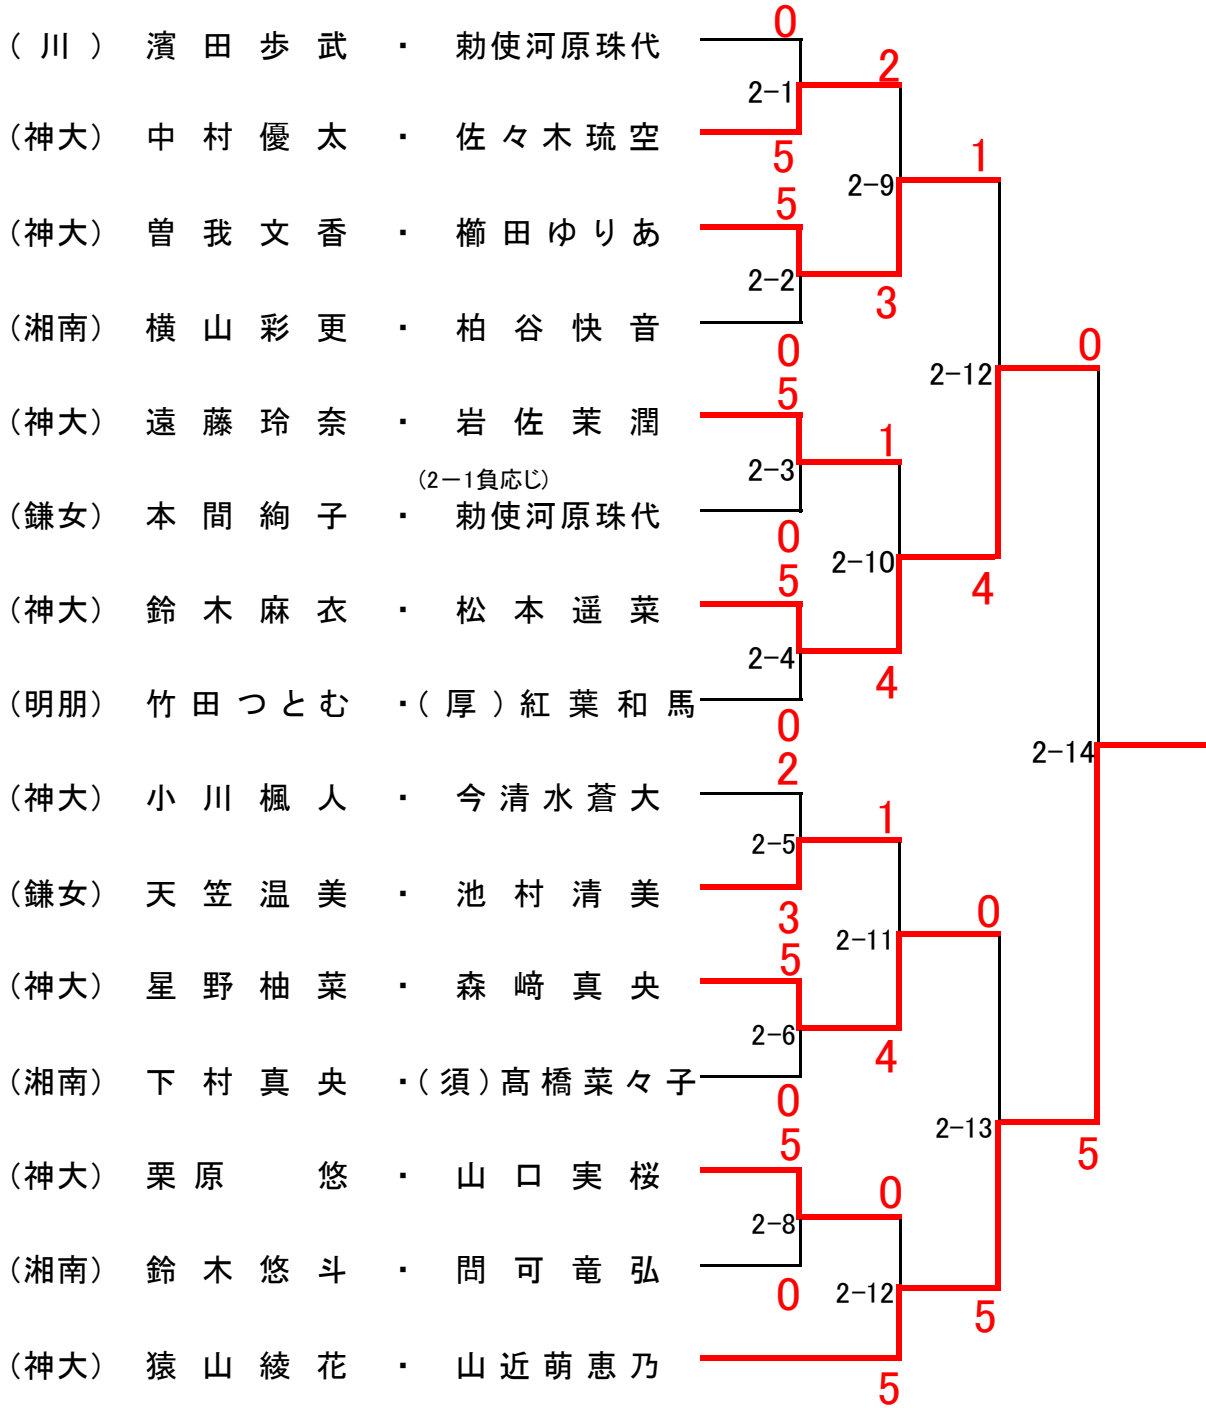 0
(川) 濱田歩武 ・ 勅使河原珠代
2
2-1
(神大) 中村優太 ・ 佐々木琉空
5
1
2-9
5
(神大) 曽我文香 ・ 櫛田ゆりあ
2-2
3
(湘南) 横山彩更 ・ 柏谷快音
0
0
2-12
5
(神大) 遠藤玲奈 ・ 岩佐茉潤
1
2-3
(2－1負応じ)
(鎌女) 本間絢子 ・ 勅使河原珠代
0
2-10
5
4
(神大) 鈴木麻衣 ・ 松本遥菜
2-4
4
(明朋) 竹田つとむ ・(厚)紅葉和馬
0
2-14
2
(神大) 小川楓人 ・ 今清水蒼大
1
2-5
(鎌女) 天笠温美 ・ 池村清美
3
0
2-11
5
(神大) 星野柚菜 ・ 森﨑真央
2-6
4
(湘南) 下村真央 ・(須)髙橋菜々子
0
2-13
5
5
(神大) 栗原 悠 ・ 山口実桜
0
2-8
(湘南) 鈴木悠斗 ・ 問可竜弘
0
2-12
5
(神大) 猿山綾花 ・ 山近萌恵乃
5